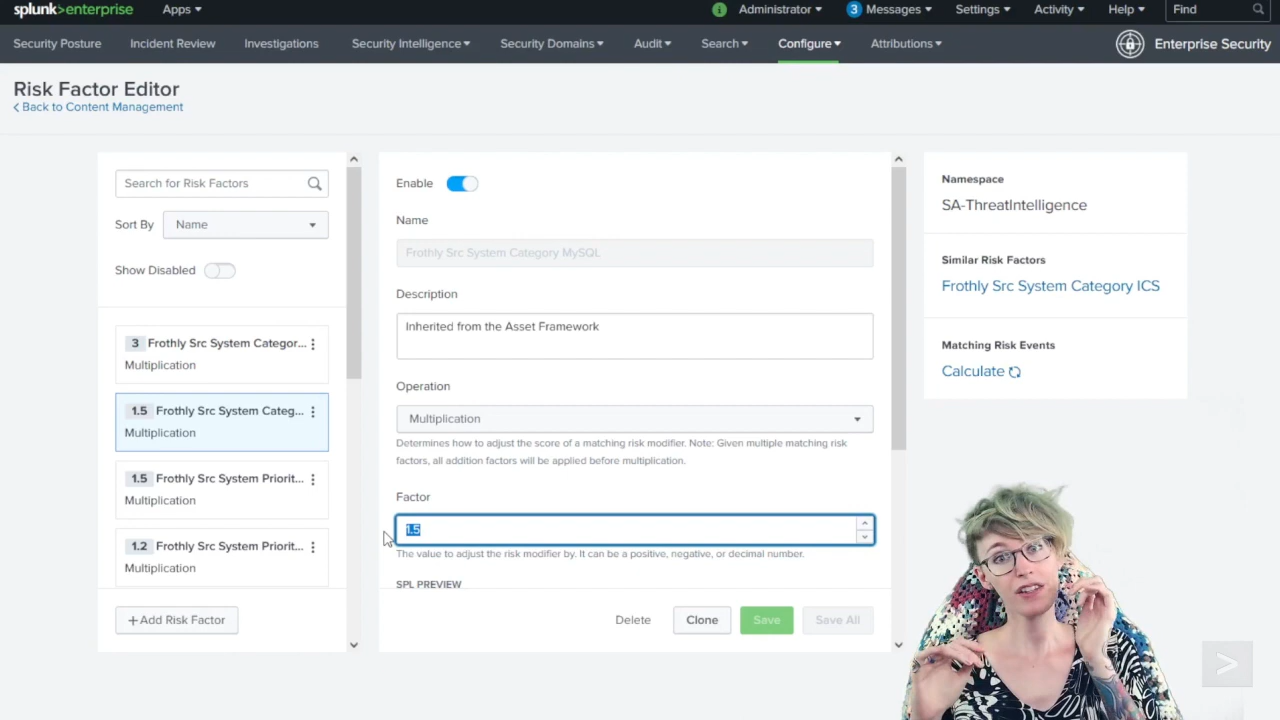 splunk>enterprise Apps Administrator 3 Messages Settings Activity Help Find
Security Posture Incident Review Investigations Security Intelligence Security Domains Audit Search Configure Attributions Enterprise Security
Risk Factor Editor
Back to Content Management
Search for Risk Factors
Sort By Name
Show Disabled
3 Frothly Src System Categor...
Multiplication
1.5 Frothly Src System Categ...
Multiplication
1.5 Frothly Src System Priorit...
Multiplication
1.2 Frothly Src System Priorit...
Multiplication
+ Add Risk Factor
Enable
Name
Frothly Src System Category MySQL
Description
Inherited from the Asset Framework
Operation
Multiplication
Determines how to adjust the score of a matching risk modifier. Note: Given multiple matching risk
factors, all addition factors will be applied before multiplication.
Factor
1.5
The value to adjust the risk modifier by. It can be a positive, negative, or decimal number.
SPL PREVIEW
Delete Clone Save Save All
Namespace
SA-ThreatIntelligence
Similar Risk Factors
Frothly Src System Category ICS
Matching Risk Events
Calculate